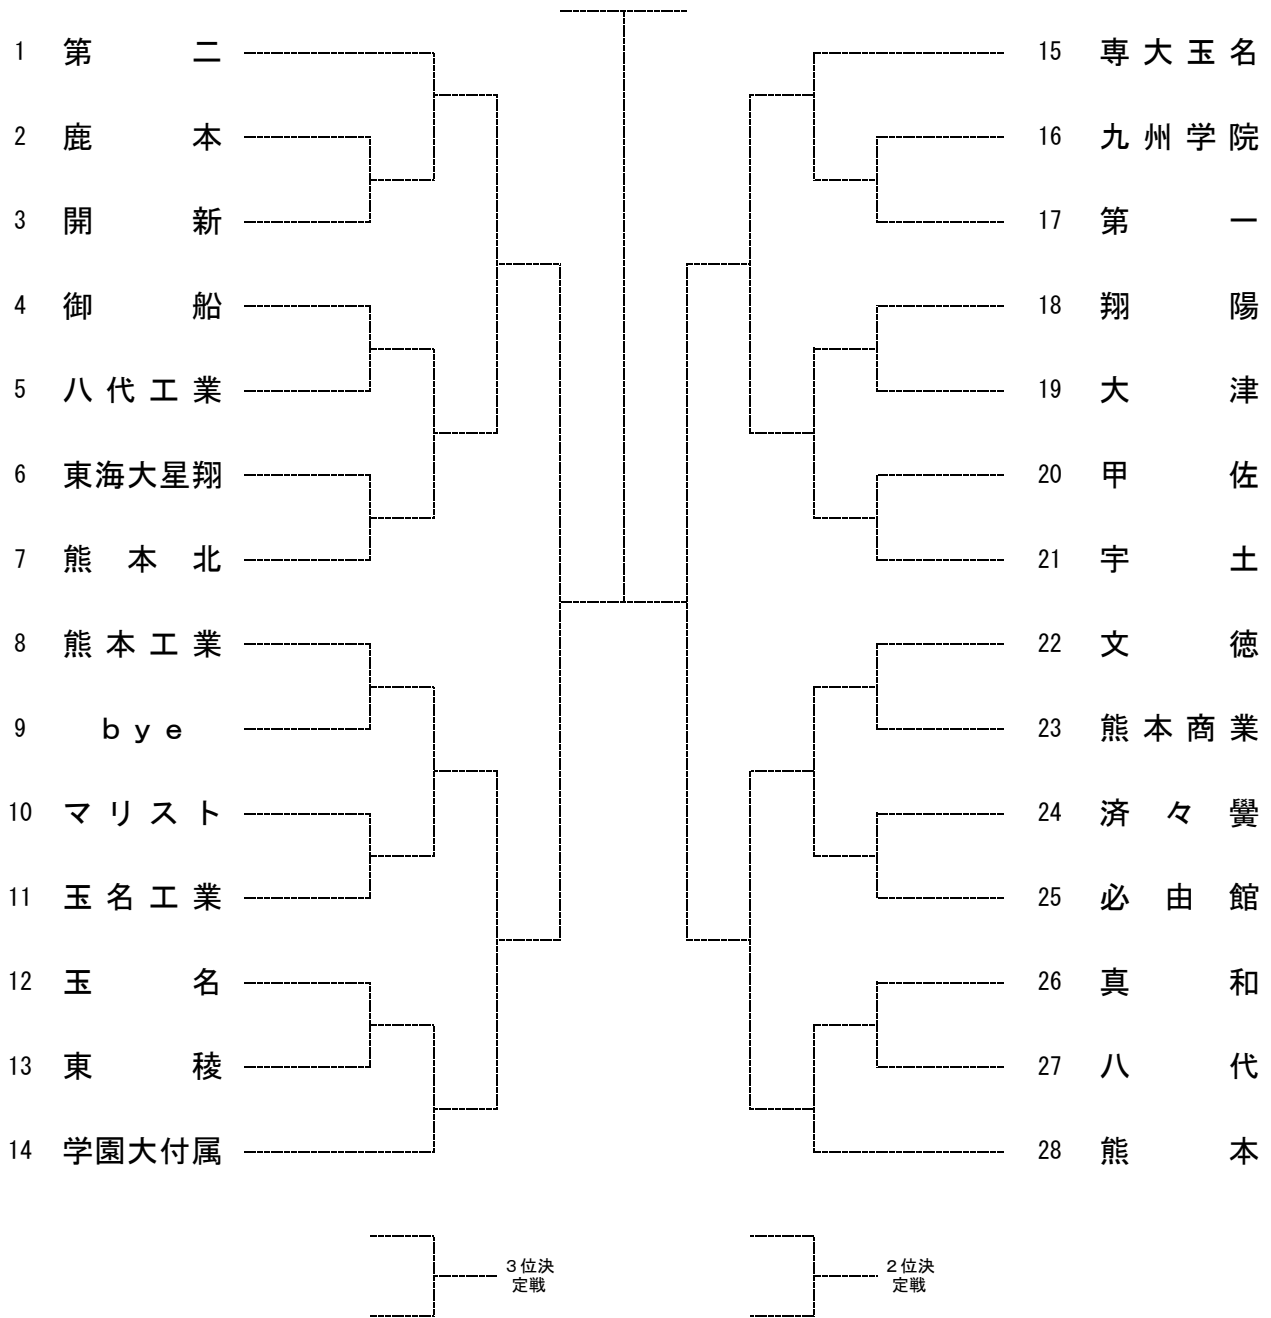 1 第二
2 鹿本
3 開新
4 御船
5 八代工業
6 東海大星翔
7 熊本北
8 熊本工業
9 ｂｙｅ
10 マリスト
11 玉名工業
12 玉名
13 東稜
14 学園大付属
15 専大玉名
16 九州学院
17 第一
18 翔陽
19 大津
20 甲佐
21 宇土
22 文徳
23 熊本商業
24 済々黌
25 必由館
26 真和
27 八代
28 熊本
３位決
定戦
２位決
定戦